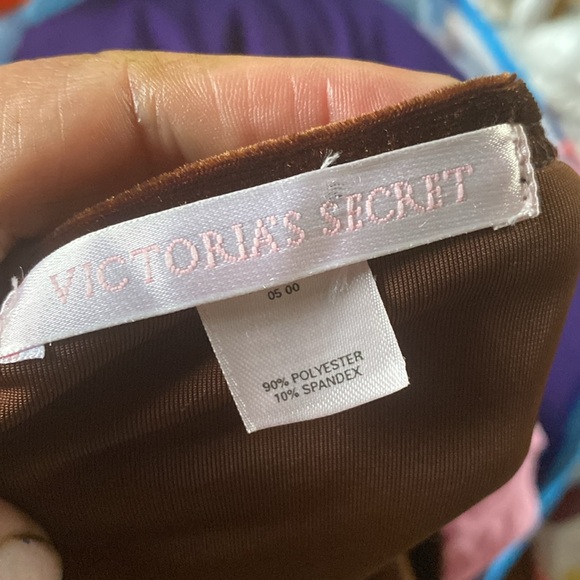 VICTORIA'S SECRET
05 00
90% POLYESTER
10% SPANDEX